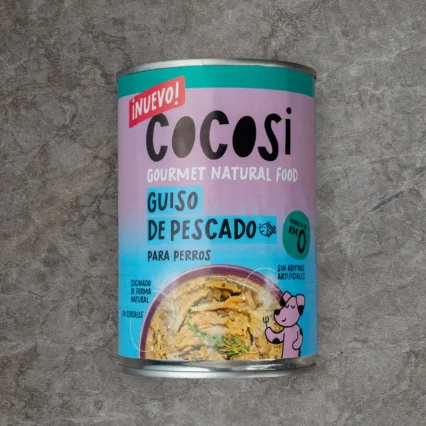 ¡NUEVO!
COCOSI
GOURMET NATURAL FOOD
GUISO
DE PESCADO
KM
0
PARA PERROS
SIN ADITIVOS
ARTIFICIALES
COCINADO
DE FORMA
NATURAL
SIN CEREALES